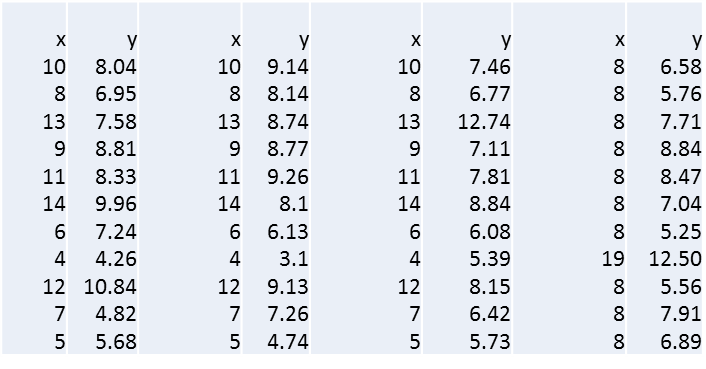 x y x y x y x y
10 8.04 10 9.14 10 7.46 8 6.58
8 6.95 8 8.14 8 6.77 8 5.76
13 7.58 13 8.74 13 12.74 8 7.71
9 8.81 9 8.77 9 7.11 8 8.84
11 8.33 11 9.26 11 7.81 8 8.47
14 9.96 14 8.1 14 8.84 8 7.04
6 7.24 6 6.13 6 6.08 8 5.25
4 4.26 4 3.1 4 5.39 19 12.50
12 10.84 12 9.13 12 8.15 8 5.56
7 4.82 7 7.26 7 6.42 8 7.91
5 5.68 5 4.74 5 5.73 8 6.89